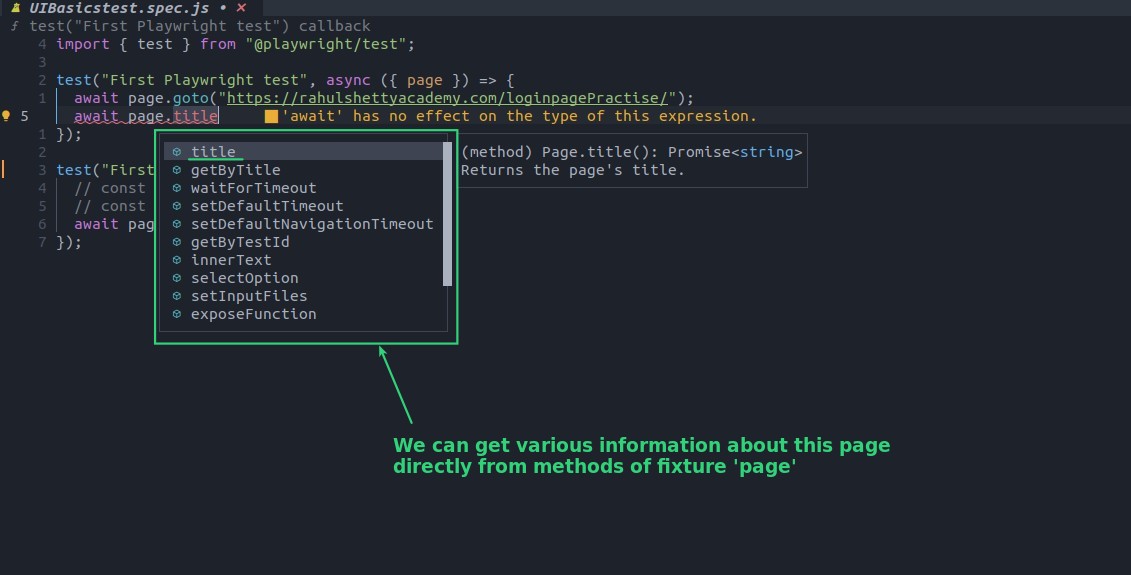 UIBasicstest.spec.js • ✕
test("First Playwright test") callback
4 import { test } from "@playwright/test";
3
2 test("First Playwright test", async ({ page }) => {
1 await page.goto("https://rahulshettyacademy.com/loginpagePractise/");
5 await page.title 'await' has no effect on the type of this expression.
1 });
2 title (method) Page.title(): Promise<string>
3 test("First getByTitle Returns the page's title.
4 // const waitForTimeout
5 // const setDefaultTimeout
6 await pag setDefaultNavigationTimeout
7 }); getByTestId
innerText
selectOption
setInputFiles
exposeFunction
We can get various information about this page
directly from methods of fixture 'page'